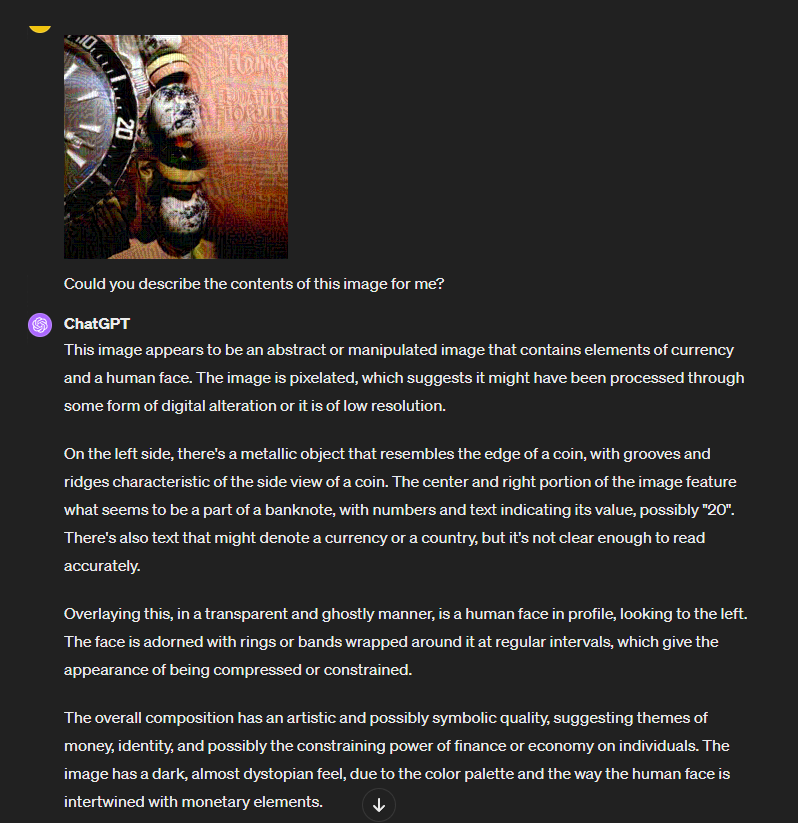 10
20
Could you describe the contents of this image for me?
ChatGPT
This image appears to be an abstract or manipulated image that contains elements of currency
and a human face. The image is pixelated, which suggests it might have been processed through
some form of digital alteration or it is of low resolution.
On the left side, there's a metallic object that resembles the edge of a coin, with grooves and
ridges characteristic of the side view of a coin. The center and right portion of the image feature
what seems to be a part of a banknote, with numbers and text indicating its value, possibly "20".
There's also text that might denote a currency or a country, but it's not clear enough to read
accurately.
Overlaying this, in a transparent and ghostly manner, is a human face in profile, looking to the left.
The face is adorned with rings or bands wrapped around it at regular intervals, which give the
appearance of being compressed or constrained.
The overall composition has an artistic and possibly symbolic quality, suggesting themes of
money, identity, and possibly the constraining power of finance or economy on individuals. The
image has a dark, almost dystopian feel, due to the color palette and the way the human face is
intertwined with monetary elements.